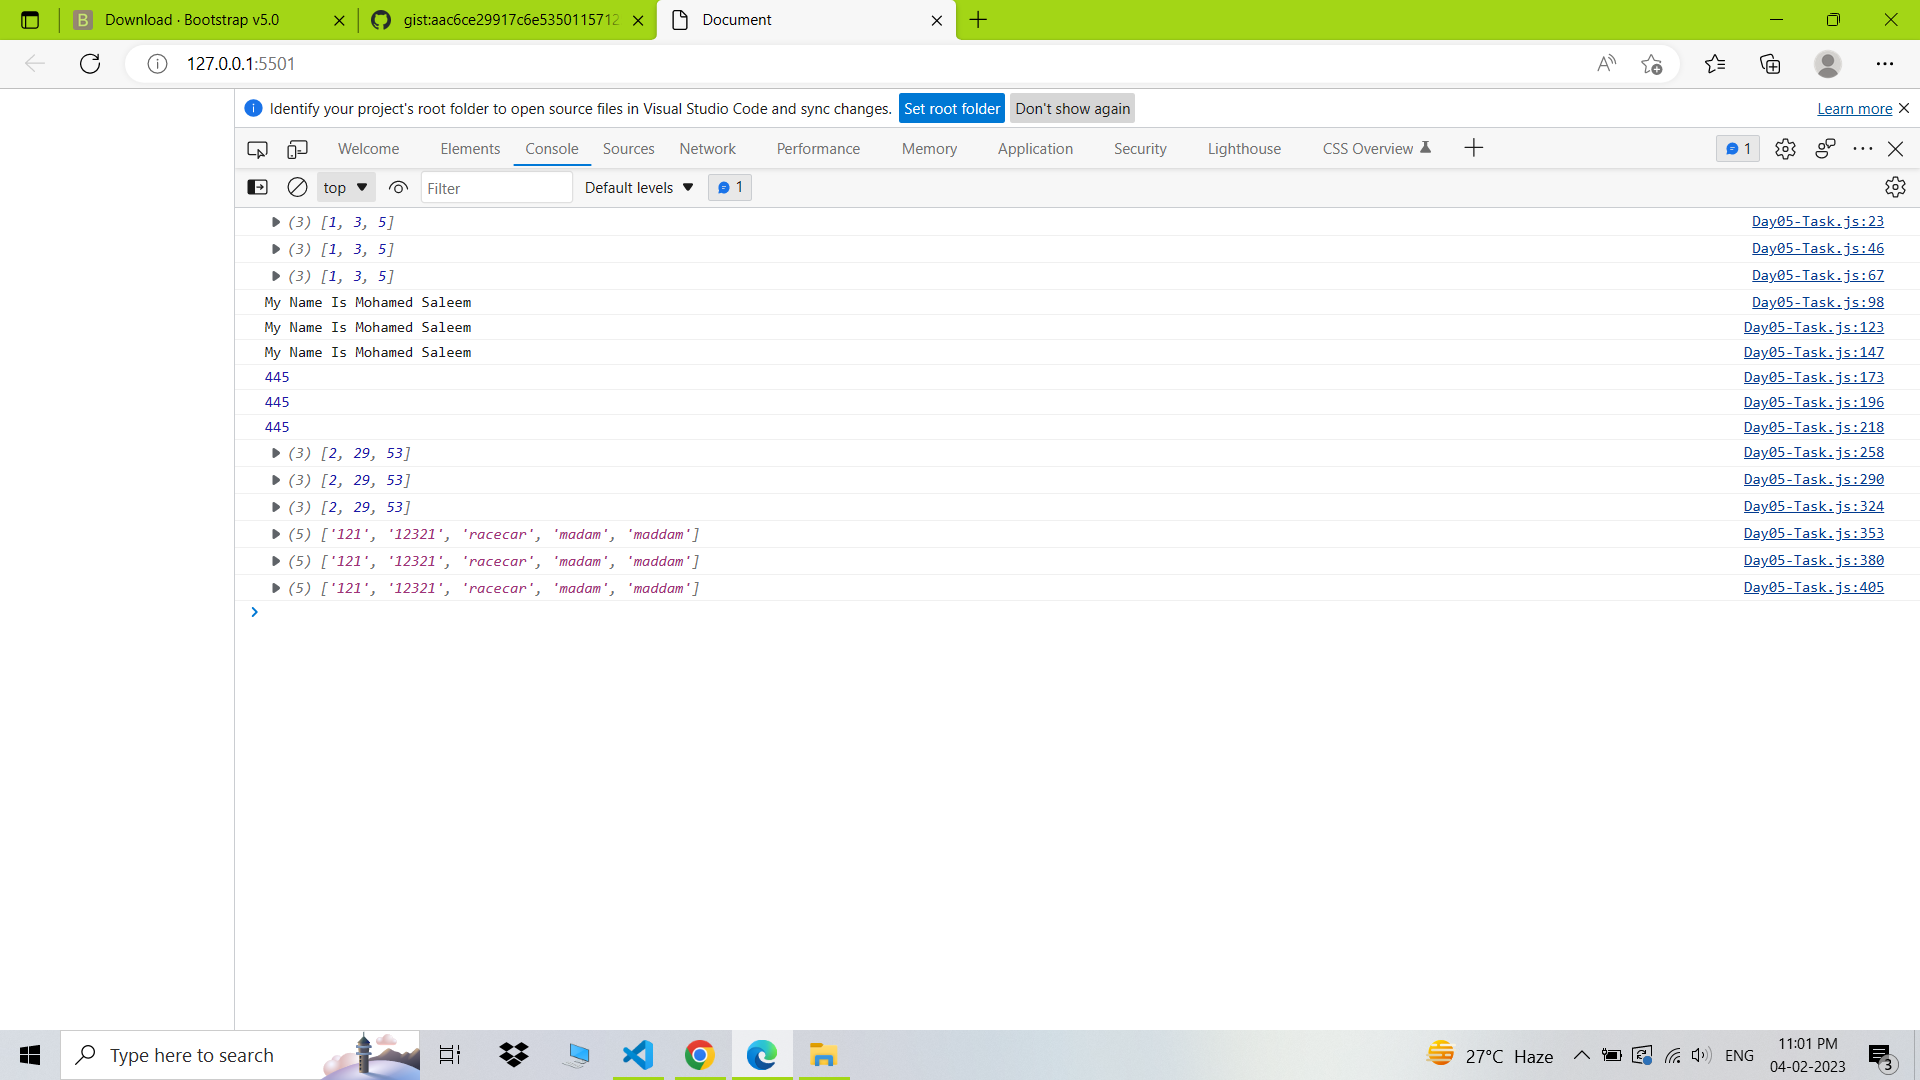 Download · Bootstrap v5.0
gist:aac6ce29917c6e5350115712
Document
127.0.0.1:5501
Identify your project's root folder to open source files in Visual Studio Code and sync changes. Set root folder Don't show again Learn more
Welcome Elements Console Sources Network Performance Memory Application Security Lighthouse CSS Overview 1
top Filter Default levels 1
(3) [1, 3, 5] Day05-Task.js:23
(3) [1, 3, 5] Day05-Task.js:46
(3) [1, 3, 5] Day05-Task.js:67
My Name Is Mohamed Saleem Day05-Task.js:98
My Name Is Mohamed Saleem Day05-Task.js:123
My Name Is Mohamed Saleem Day05-Task.js:147
445 Day05-Task.js:173
445 Day05-Task.js:196
445 Day05-Task.js:218
(3) [2, 29, 53] Day05-Task.js:258
(3) [2, 29, 53] Day05-Task.js:290
(3) [2, 29, 53] Day05-Task.js:324
(5) ['121', '12321', 'racecar', 'madam', 'maddam'] Day05-Task.js:353
(5) ['121', '12321', 'racecar', 'madam', 'maddam'] Day05-Task.js:380
(5) ['121', '12321', 'racecar', 'madam', 'maddam'] Day05-Task.js:405
Type here to search
27°C Haze
ENG
11:01 PM
04-02-2023
3